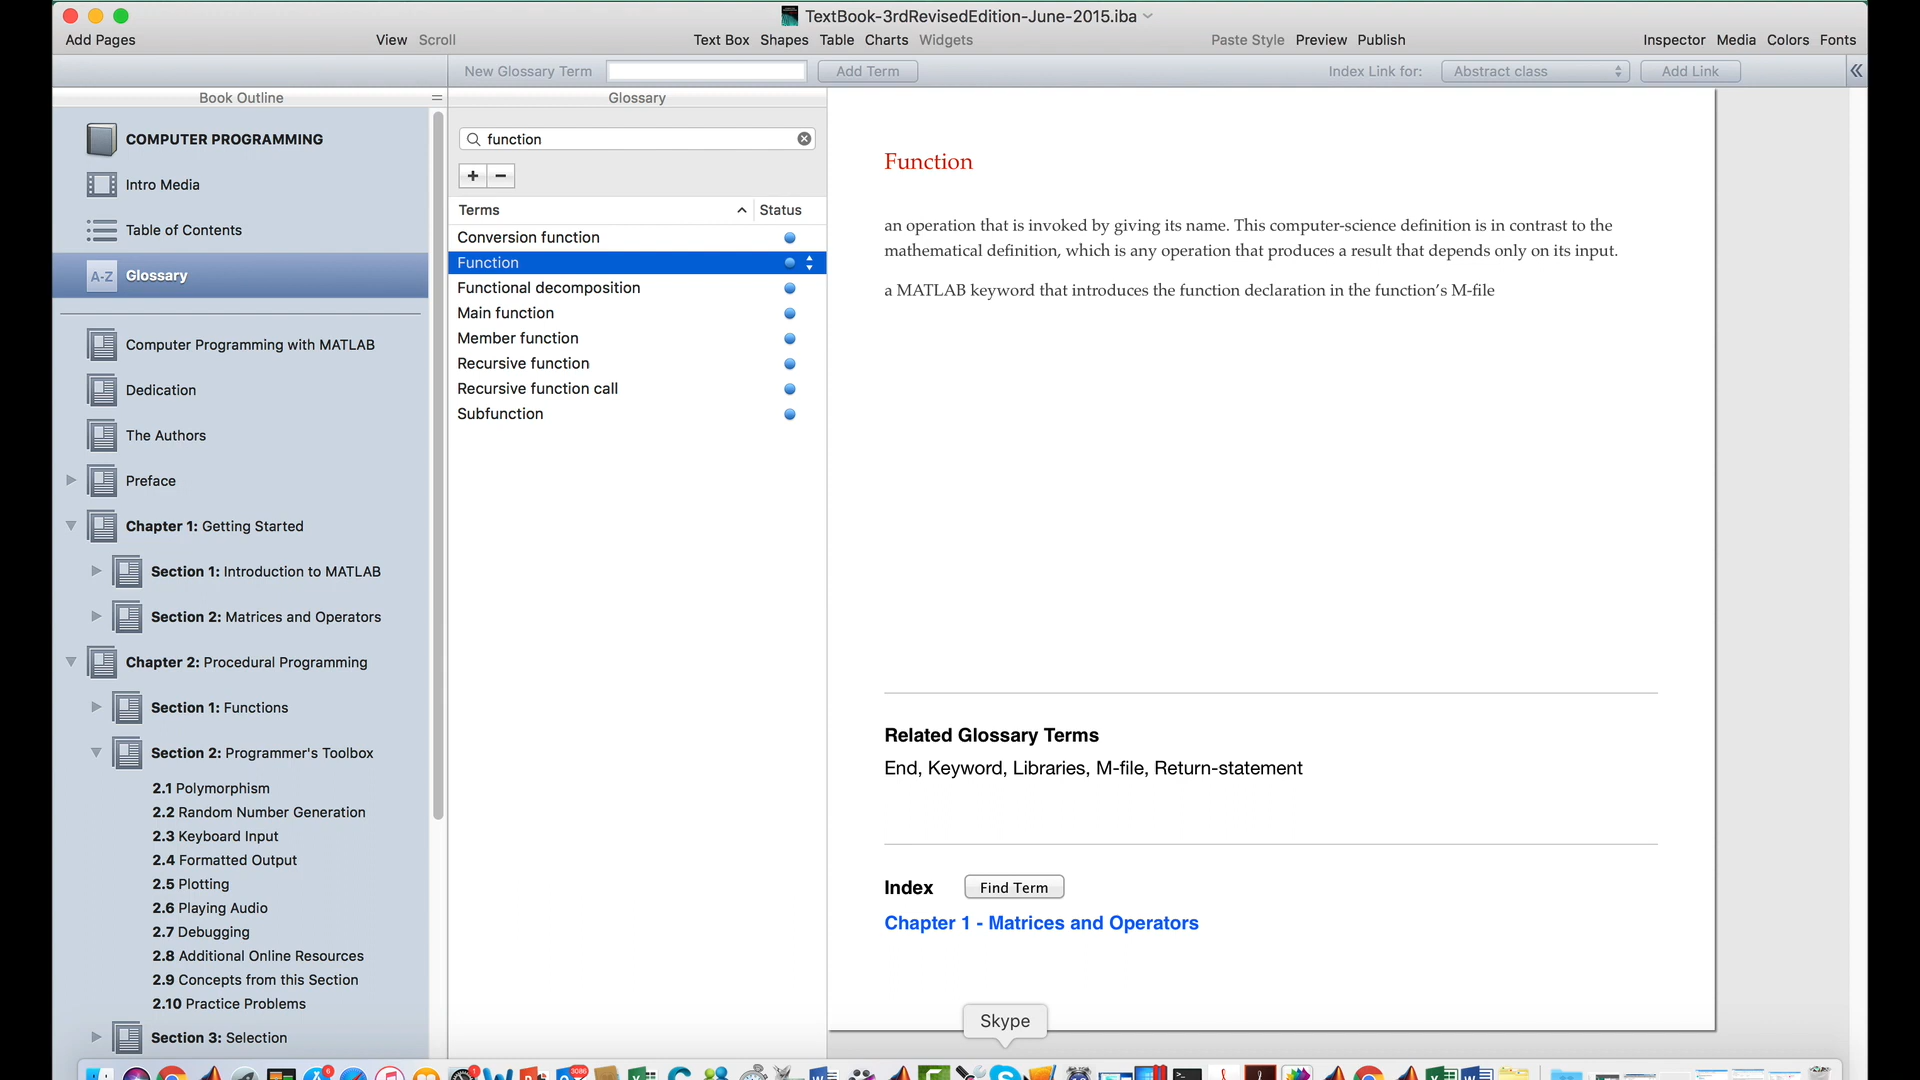 TextBook-3rdRevisedEdition-June-2015.iba
Add Pages View Scroll Text Box Shapes Table Charts Widgets Paste Style Preview Publish Inspector Media Colors Fonts
New Glossary Term Add Term Index Link for: Abstract class Add Link
Book Outline
COMPUTER PROGRAMMING
Intro Media
Table of Contents
A-Z Glossary
Computer Programming with MATLAB
Dedication
The Authors
Preface
Chapter 1: Getting Started
Section 1: Introduction to MATLAB
Section 2: Matrices and Operators
Chapter 2: Procedural Programming
Section 1: Functions
Section 2: Programmer's Toolbox
2.1 Polymorphism
2.2 Random Number Generation
2.3 Keyboard Input
2.4 Formatted Output
2.5 Plotting
2.6 Playing Audio
2.7 Debugging
2.8 Additional Online Resources
2.9 Concepts from this Section
2.10 Practice Problems
Section 3: Selection
Glossary
function
Terms Status
Conversion function
Function
Functional decomposition
Main function
Member function
Recursive function
Recursive function call
Subfunction
Function
an operation that is invoked by giving its name. This computer-science definition is in contrast to the
mathematical definition, which is any operation that produces a result that depends only on its input.
a MATLAB keyword that introduces the function declaration in the function’s M-file
Related Glossary Terms
End, Keyword, Libraries, M-file, Return-statement
Index Find Term
Chapter 1 - Matrices and Operators
Skype
6
1
3086